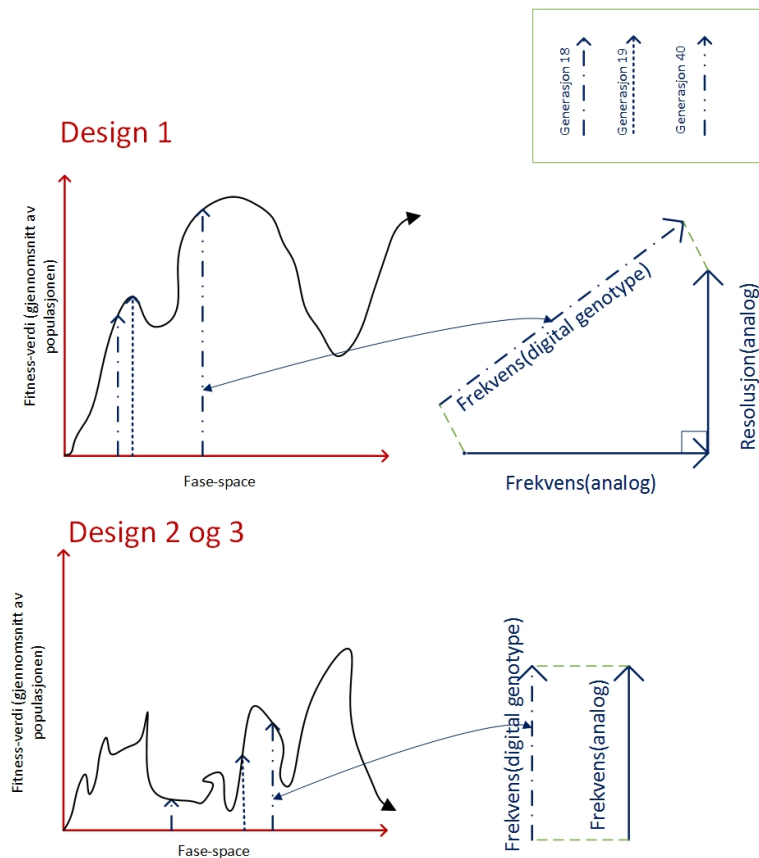 Generasjon 18
Generasjon 19
Generasjon 40
Design 1
Fitness-verdi (gjennomsnitt av
populasjonen)
Fase-space
Frekvens(digital genotype)
Resolusjon(analog)
Frekvens(analog)
Design 2 og 3
Fitness-verdi (gjennomsnitt av
populasjonen)
Fase-space
Frekvens(digital genotype)
Frekvens(analog)